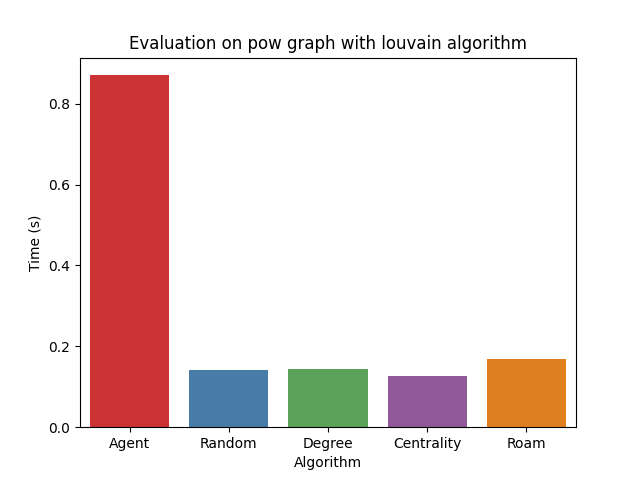 Evaluation on pow graph with louvain algorithm
Time (s)
0.8
0.6
0.4
0.2
0.0
Agent Random Degree Centrality Roam
Algorithm